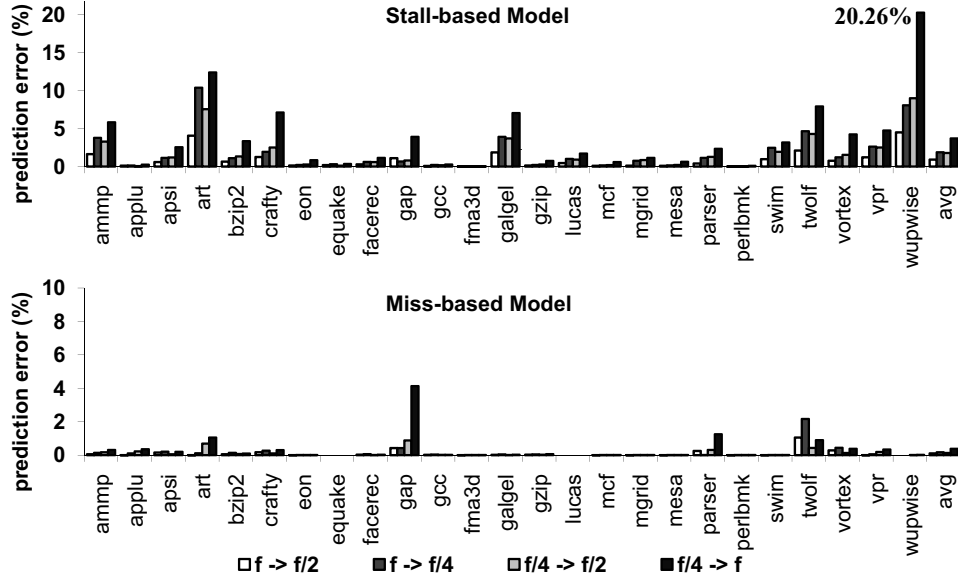 Stall-based Model
20.26%
prediction error (%)
20
15
10
5
0
ammp applu apsi art bzip2 crafty eon equake facerec gap gcc fma3d galgel gzip lucas mcf mgrid mesa parser perlbmk swim twolf vortex vpr wupwise avg
Miss-based Model
prediction error (%)
10
8
6
4
2
0
ammp applu apsi art bzip2 crafty eon equake facerec gap gcc fma3d galgel gzip lucas mcf mgrid mesa parser perlbmk swim twolf vortex vpr wupwise avg
f -> f/2 f -> f/4 f/4 -> f/2 f/4 -> f